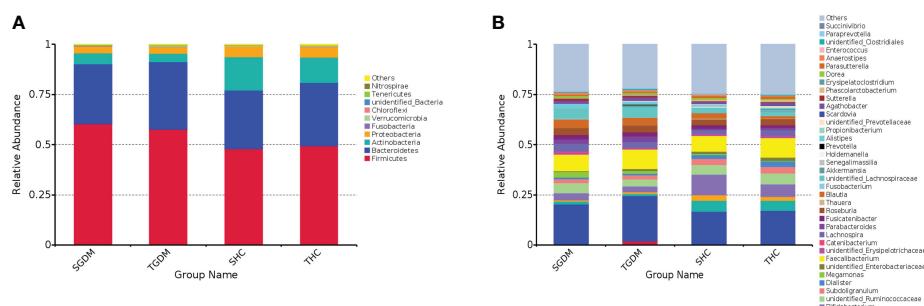 A
Relative Abundance
1
0.75
0.5
0.25
0
SGDM
TGDM
SHC
THC
Group Name
Others
Nitrospirae
Tenericutes
unidentified_Bacteria
Chloroflexi
Verrucomicrobia
Fusobacteria
Proteobacteria
Actinobacteria
Bacteroidetes
Firmicutes
B
Relative Abundance
1
0.75
0.5
0.25
0
SGDM
TGDM
SHC
THC
Group Name
Others
Succinivibrio
Paraprevotella
unidentified_Clostridiales
Enterococcus
Anaerostipes
Parasutterella
Dorea
Erysipelatoclostridium
Phascolarctobacterium
Sutterella
Agathobacter
Scardovia
unidentified_Prevotellaceae
Propionibacterium
Alistipes
Prevotella
Holdemanella
Senegalimassilia
Akkermansia
unidentified_Lachnospiraceae
Fusobacterium
Blautia
Thauera
Roseburia
Fusicatenibacter
Parabacteroides
Lachnospira
Catenibacterium
unidentified_Erysipelotrichaceae
Faecalibacterium
unidentified_Enterobacteriaceae
Megamonas
Dialister
Subdoligranulum
unidentified_Ruminococcaceae